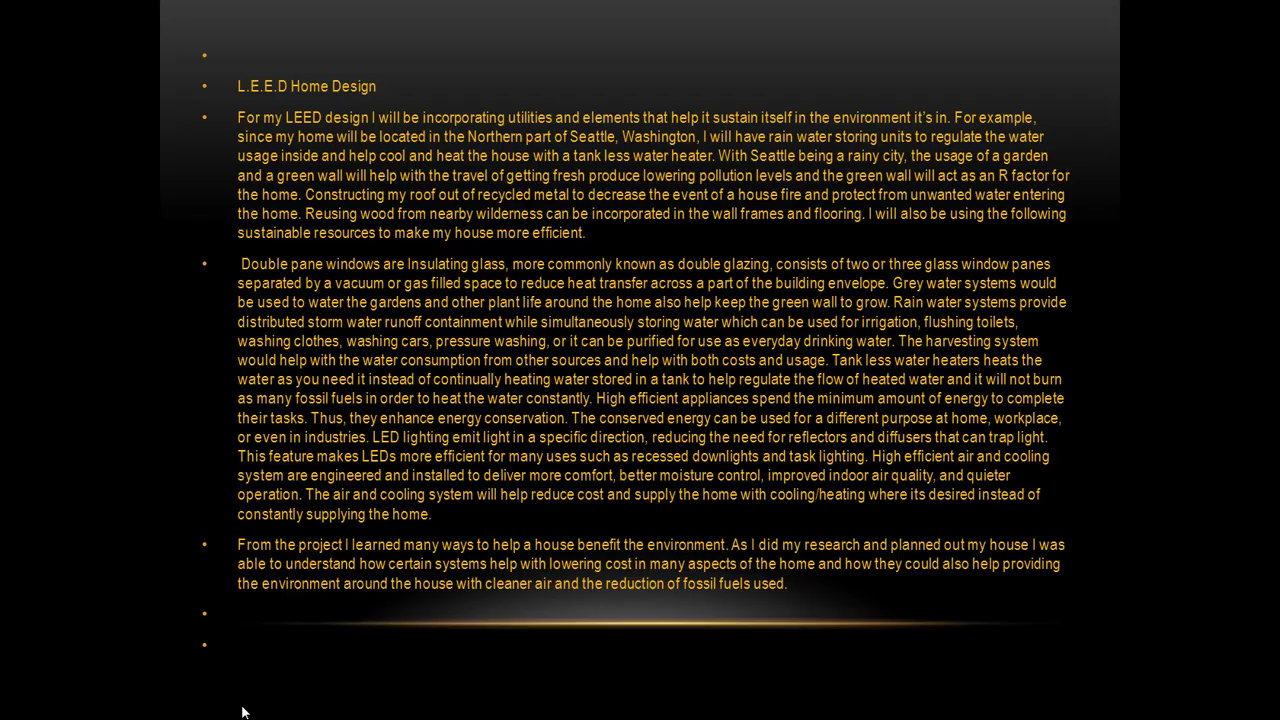 L.E.E.D Home Design
For my LEED design I will be incorporating utilities and elements that help it sustain itself in the environment it's in. For example,
since my home will be located in the Northern part of Seattle, Washington, I will have rain water storing units to regulate the water
usage inside and help cool and heat the house with a tank less water heater. With Seattle being a rainy city, the usage of a garden
and a green wall will help with the travel of getting fresh produce lowering pollution levels and the green wall will act as an R factor for
the home. Constructing my roof out of recycled metal to decrease the event of a house fire and protect from unwanted water entering
the home. Reusing wood from nearby wilderness can be incorporated in the wall frames and flooring. I will also be using the following
sustainable resources to make my house more efficient.
Double pane windows are Insulating glass, more commonly known as double glazing, consists of two or three glass window panes
separated by a vacuum or gas filled space to reduce heat transfer across a part of the building envelope. Grey water systems would
be used to water the gardens and other plant life around the home also help keep the green wall to grow. Rain water systems provide
distributed storm water runoff containment while simultaneously storing water which can be used for irrigation, flushing toilets,
washing clothes, washing cars, pressure washing, or it can be purified for use as everyday drinking water. The harvesting system
would help with the water consumption from other sources and help with both costs and usage. Tank less water heaters heats the
water as you need it instead of continually heating water stored in a tank to help regulate the flow of heated water and it will not burn
as many fossil fuels in order to heat the water constantly. High efficient appliances spend the minimum amount of energy to complete
their tasks. Thus, they enhance energy conservation. The conserved energy can be used for a different purpose at home, workplace,
or even in industries. LED lighting emit light in a specific direction, reducing the need for reflectors and diffusers that can trap light.
This feature makes LEDs more efficient for many uses such as recessed downlights and task lighting. High efficient air and cooling
system are engineered and installed to deliver more comfort, better moisture control, improved indoor air quality, and quieter
operation. The air and cooling system will help reduce cost and supply the home with cooling/heating where its desired instead of
constantly supplying the home.
From the project I learned many ways to help a house benefit the environment. As I did my research and planned out my house I was
able to understand how certain systems help with lowering cost in many aspects of the home and how they could also help providing
the environment around the house with cleaner air and the reduction of fossil fuels used.